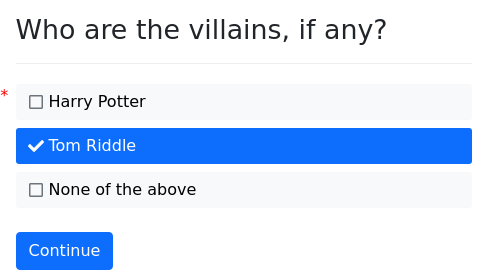 Who are the villains, if any?
*
Harry Potter
Tom Riddle
None of the above
Continue